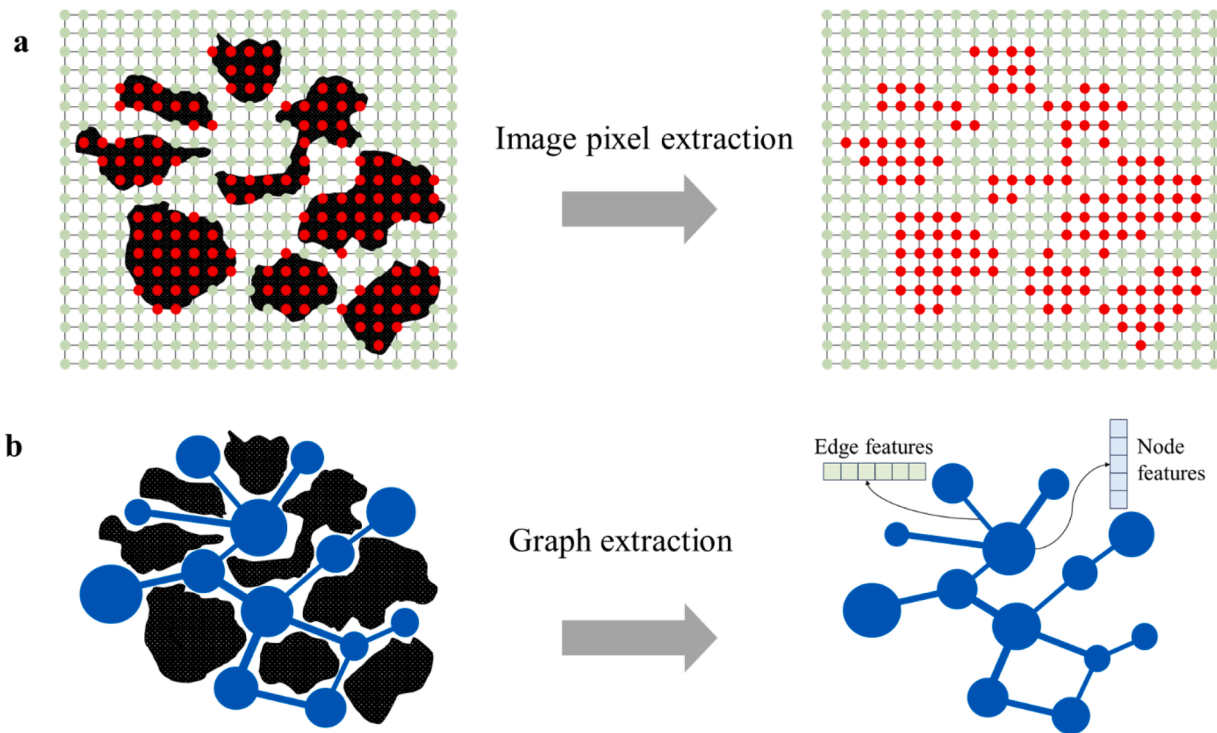 a
Image pixel extraction
b
Edge features
Node
features
Graph extraction